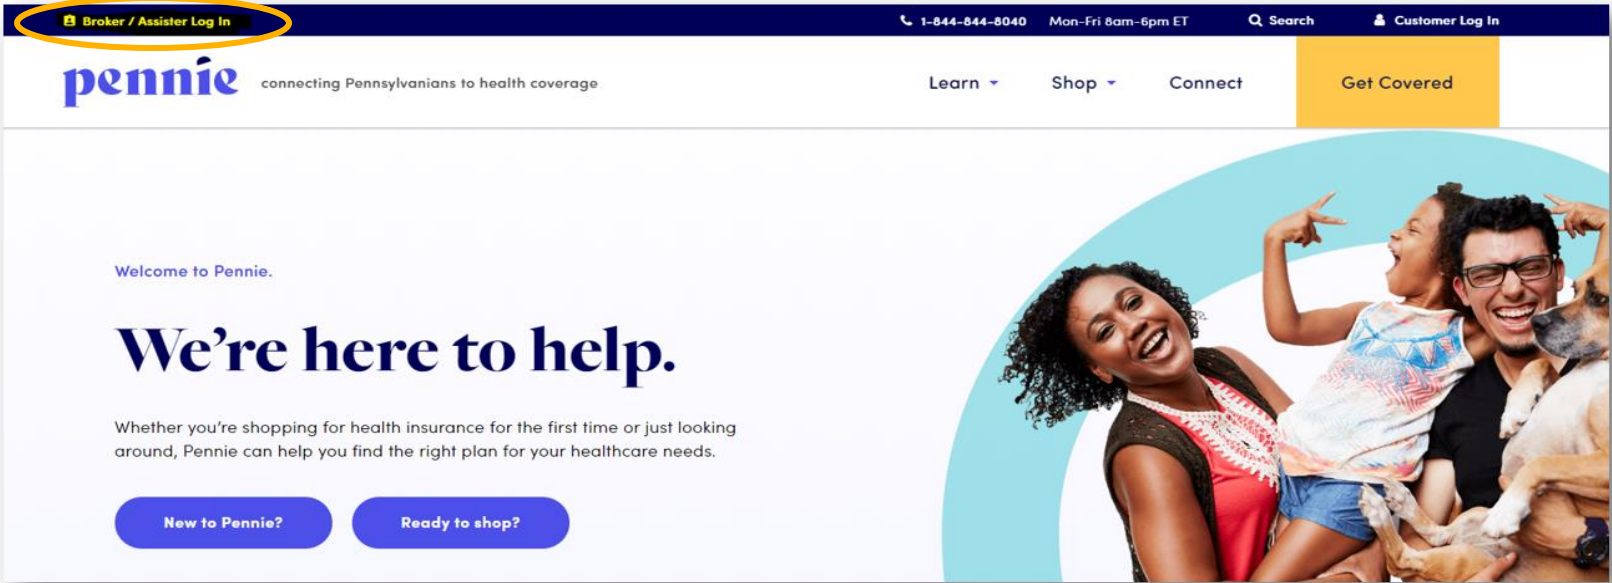 Broker / Assister Log In
1-844-844-8040 Mon-Fri 8am-6pm ET Search Customer Log In
pennie connecting Pennsylvanians to health coverage
Learn Shop Connect Get Covered
Welcome to Pennie.
We're here to help.
Whether you're shopping for health insurance for the first time or just looking
around, Pennie can help you find the right plan for your healthcare needs.
New to Pennie? Ready to shop?